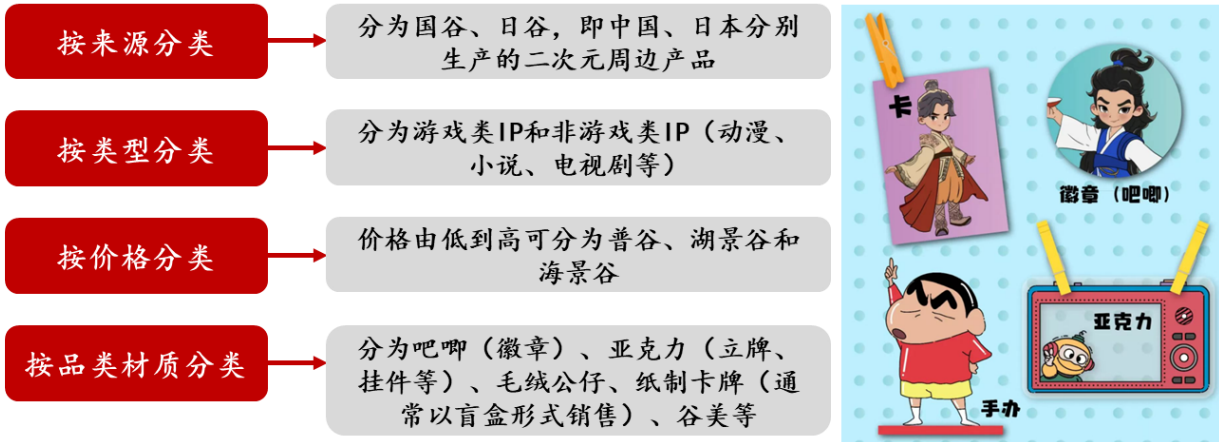 按来源分类
分为国谷、日谷，即中国、日本分别
生产的二次元周边产品
按类型分类
分为游戏类IP和非游戏类IP（动漫、
小说、电视剧等）
按价格分类
价格由低到高可分为普谷、湖景谷和
海景谷
按品类材质分类
分为吧唧（徽章）、亚克力（立牌、
挂件等）、毛绒公仔、纸制卡牌（通
常以盲盒形式销售）、谷美等
卡
徽章（吧唧）
亚克力
手办